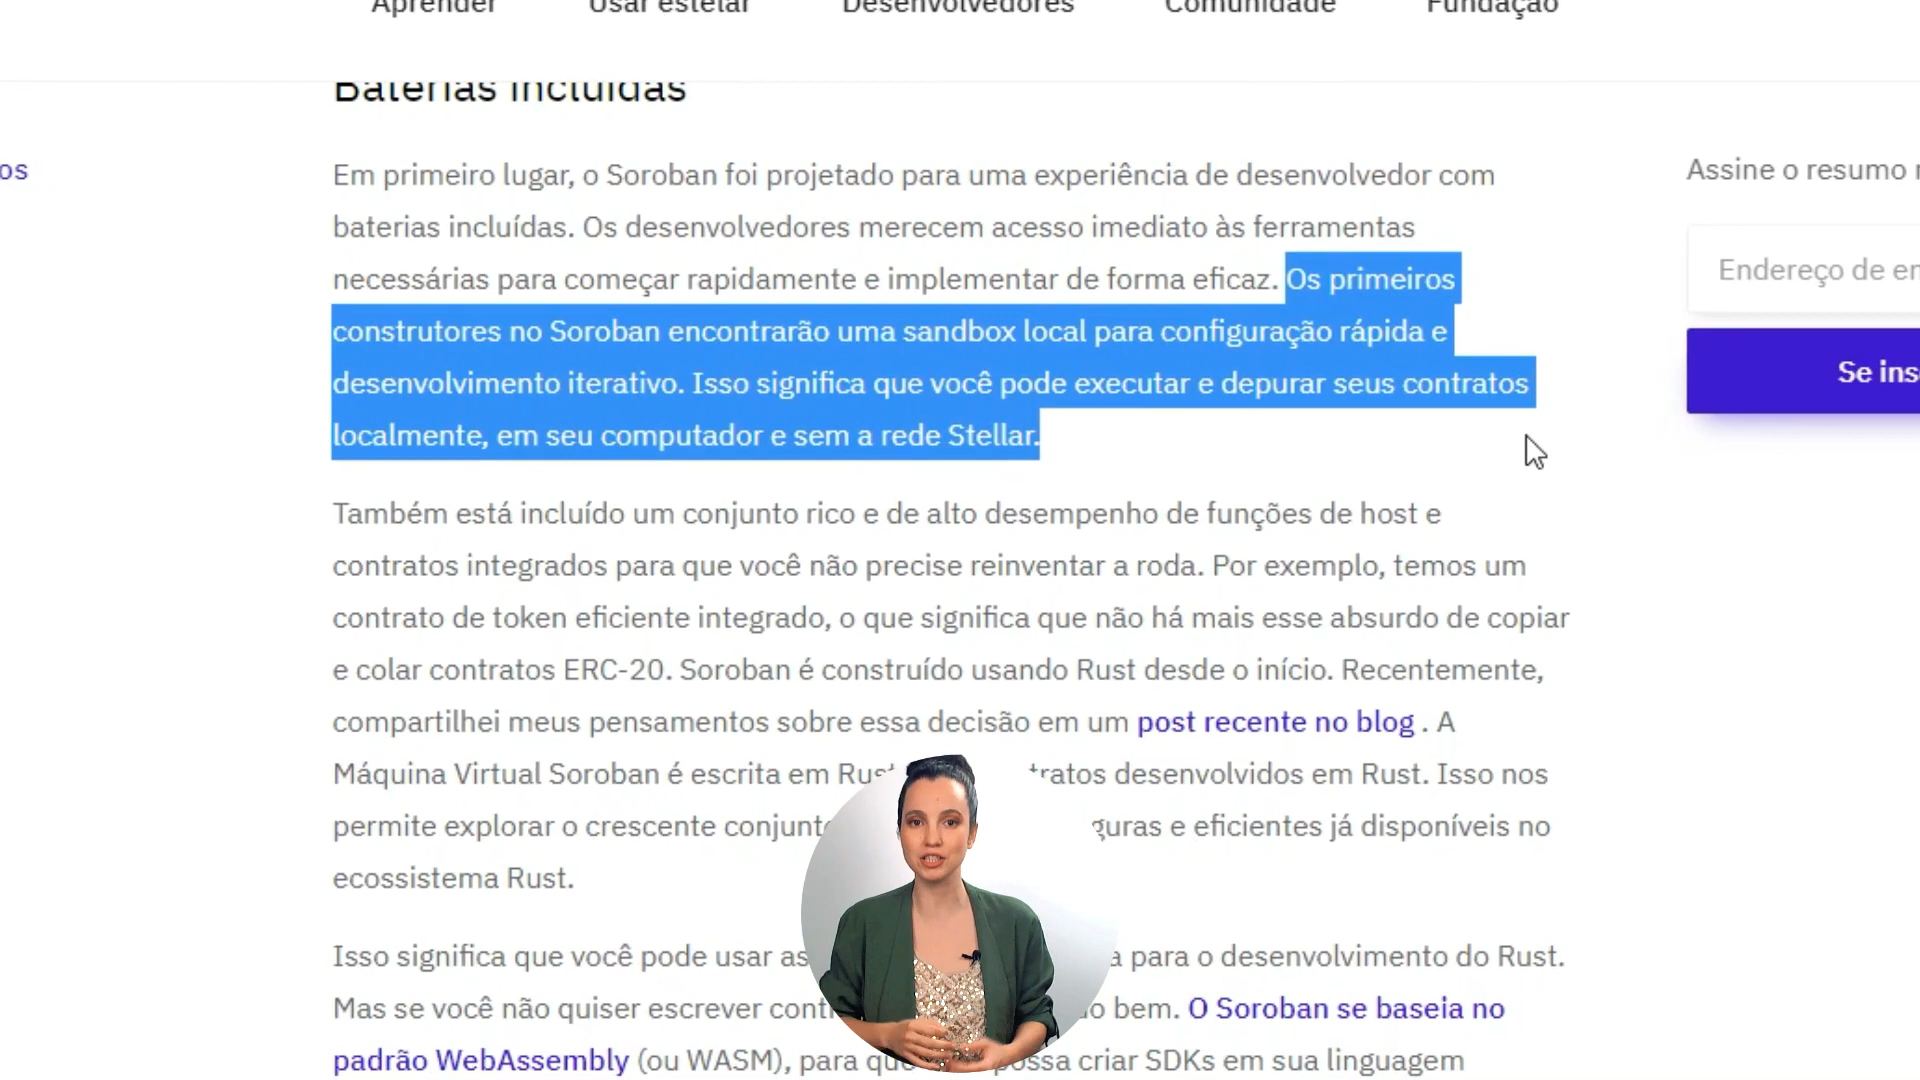 Aprender Usar estelar Desenvolvedores Comunidade Fundação
Baterias incluídas
os
Em primeiro lugar, o Soroban foi projetado para uma experiência de desenvolvedor com
baterias incluídas. Os desenvolvedores merecem acesso imediato às ferramentas
necessárias para começar rapidamente e implementar de forma eficaz. Os primeiros
construtores no Soroban encontrarão uma sandbox local para configuração rápida e
desenvolvimento iterativo. Isso significa que você pode executar e depurar seus contratos
localmente, em seu computador e sem a rede Stellar.
Também está incluído um conjunto rico e de alto desempenho de funções de host e
contratos integrados para que você não precise reinventar a roda. Por exemplo, temos um
contrato de token eficiente integrado, o que significa que não há mais esse absurdo de copiar
e colar contratos ERC-20. Soroban é construído usando Rust desde o início. Recentemente,
compartilhei meus pensamentos sobre essa decisão em um post recente no blog . A
Máquina Virtual Soroban é escrita em Rust tratos desenvolvidos em Rust. Isso nos
permite explorar o crescente conjunto guras e eficientes já disponíveis no
ecossistema Rust.
Isso significa que você pode usar as a para o desenvolvimento do Rust.
Mas se você não quiser escrever cont o bem. O Soroban se baseia no
padrão WebAssembly (ou WASM), para que ossa criar SDKs em sua linguagem
Assine o resumo
Endereço de em
Se ins